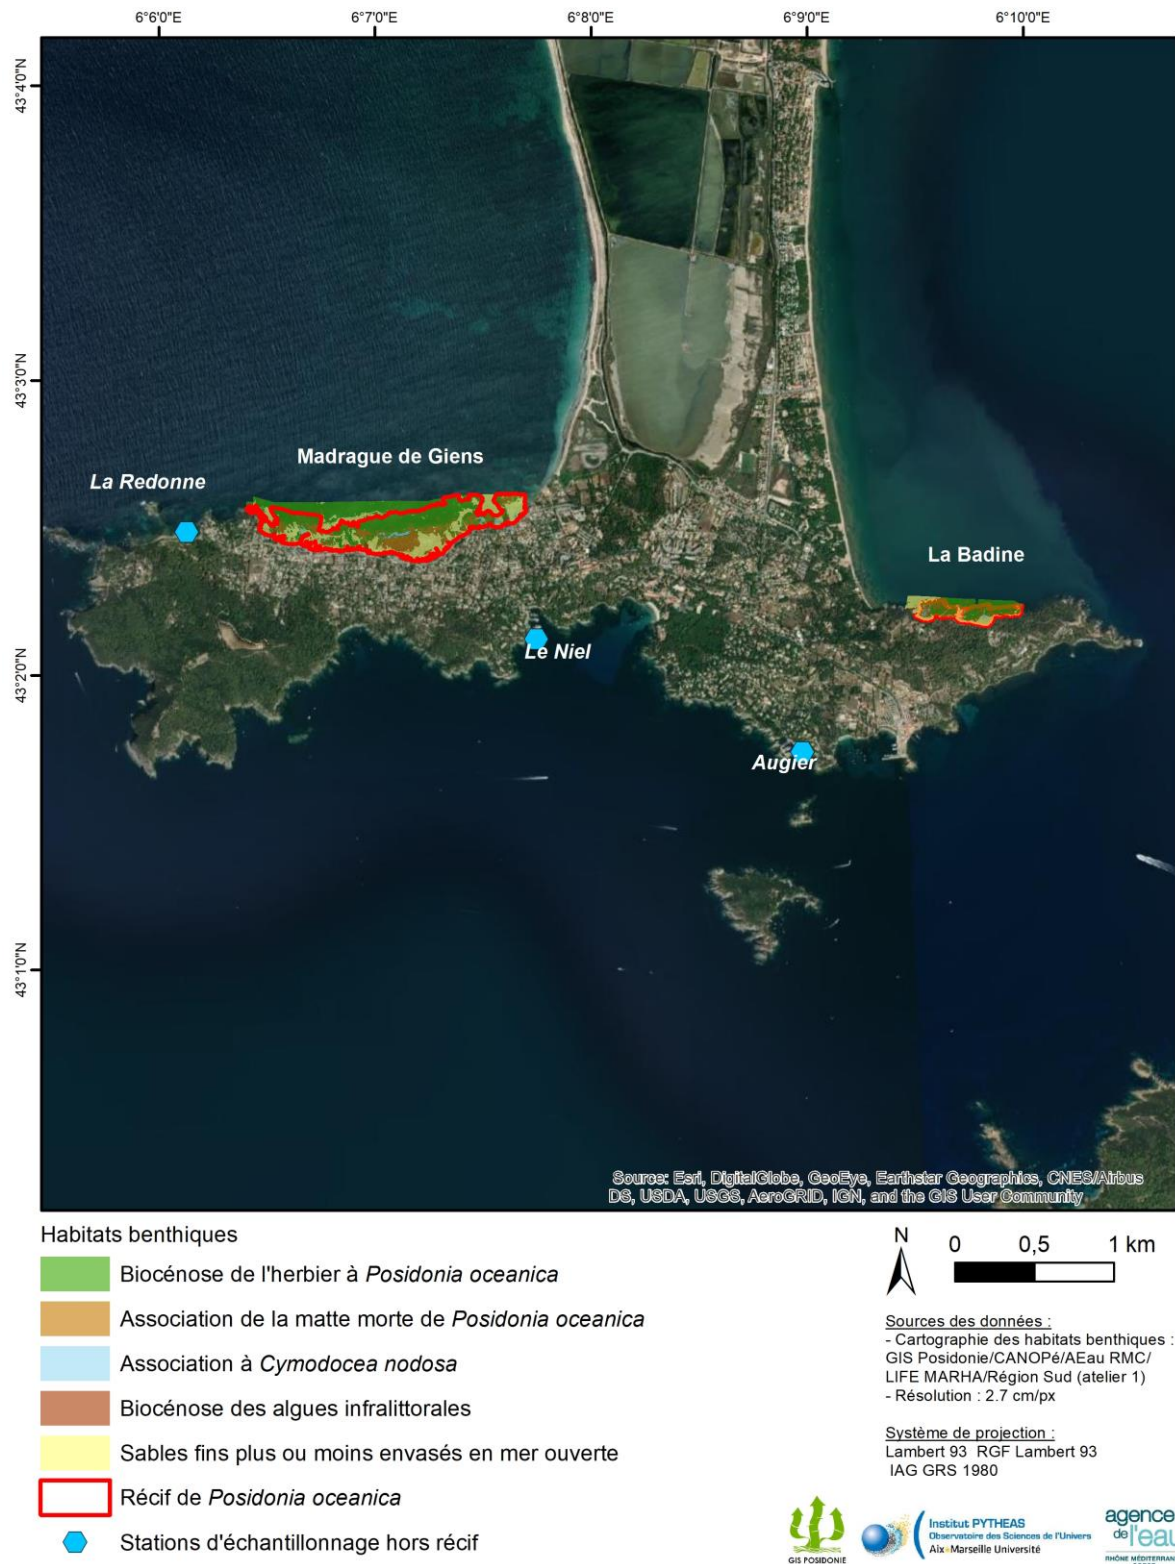 6°6'0"E
6°7'0"E
6°8'0"E
6°9'0"E
6°10'0"E
43°4'0"N
43°3'0"N
43°2'0"N
43°1'0"N
Madrague de Giens
La Redonne
La Badine
Le Niel
Augier
Source: Esri, DigitalGlobe, GeoEye, Earthstar Geographics, CNES/Airbus
DS, USDA, USGS, AeroGRID, IGN, and the GIS User Community
Habitats benthiques
Biocénose de l'herbier à Posidonia oceanica
Association de la matte morte de Posidonia oceanica
Association à Cymodocea nodosa
Biocénose des algues infralittorales
Sables fins plus ou moins envasés en mer ouverte
Récif de Posidonia oceanica
Stations d'échantillonnage hors récif
N
0 0,5 1 km
Sources des données :
- Cartographie des habitats benthiques :
GIS Posidonie/CANOPé/AEau RMC/
LIFE MARHA/Région Sud (atelier 1)
- Résolution : 2.7 cm/px
Système de projection :
Lambert 93 RGF Lambert 93
IAG GRS 1980
GIS POSIDONIE
Institut PYTHEAS
Observatoire des Sciences de l'Univers
Aix*Marseille Université
agence
de l'eau
RHÔNE MÉDITERRAN